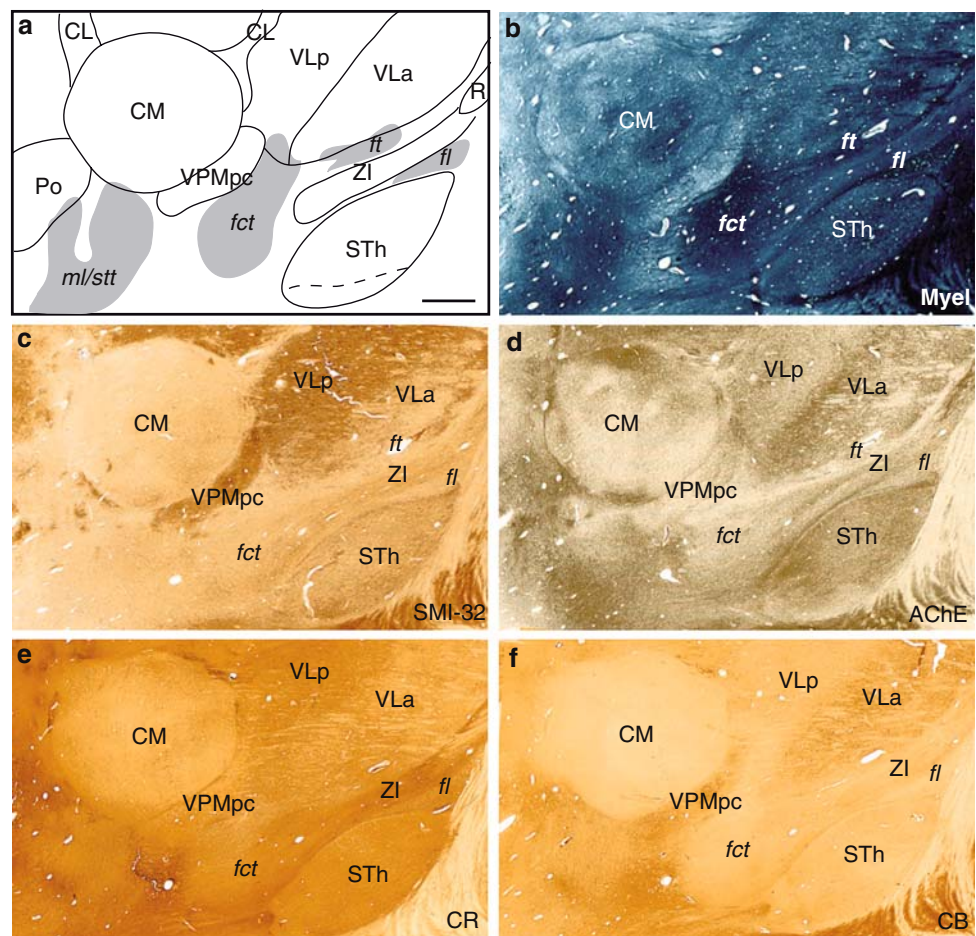 a
CL
CL
VLp
VLa
R
CM
ft
fl
ZI
VPMpc
Po
fct
STh
ml/stt
b
CM
ft
fl
fct
STh
Myel
c
VLp
VLa
CM
ft
ZI
fl
VPMpc
fct
STh
SMI-32
d
VLp
VLa
CM
ft
ZI
fl
VPMpc
fct
STh
AChE
e
VLp
VLa
CM
ZI
fl
VPMpc
fct
STh
CR
f
VLp
VLa
CM
ZI
fl
VPMpc
fct
STh
CB